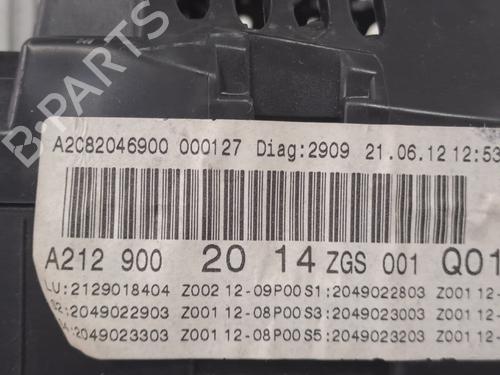 B-PARTS
A2C82046900 000127 Diag:2909 21.06.12 12:53
A212 900 20 14 ZGS 001 Q01
LU:2129018404 Z002 12-09P00 S1:2049022803 Z001 12-
S2:2049022903 Z001 12-08P00 S3:2049023003 Z001 12-
2049023303 Z001 12-08P00 S5:2049023203 Z001 12-